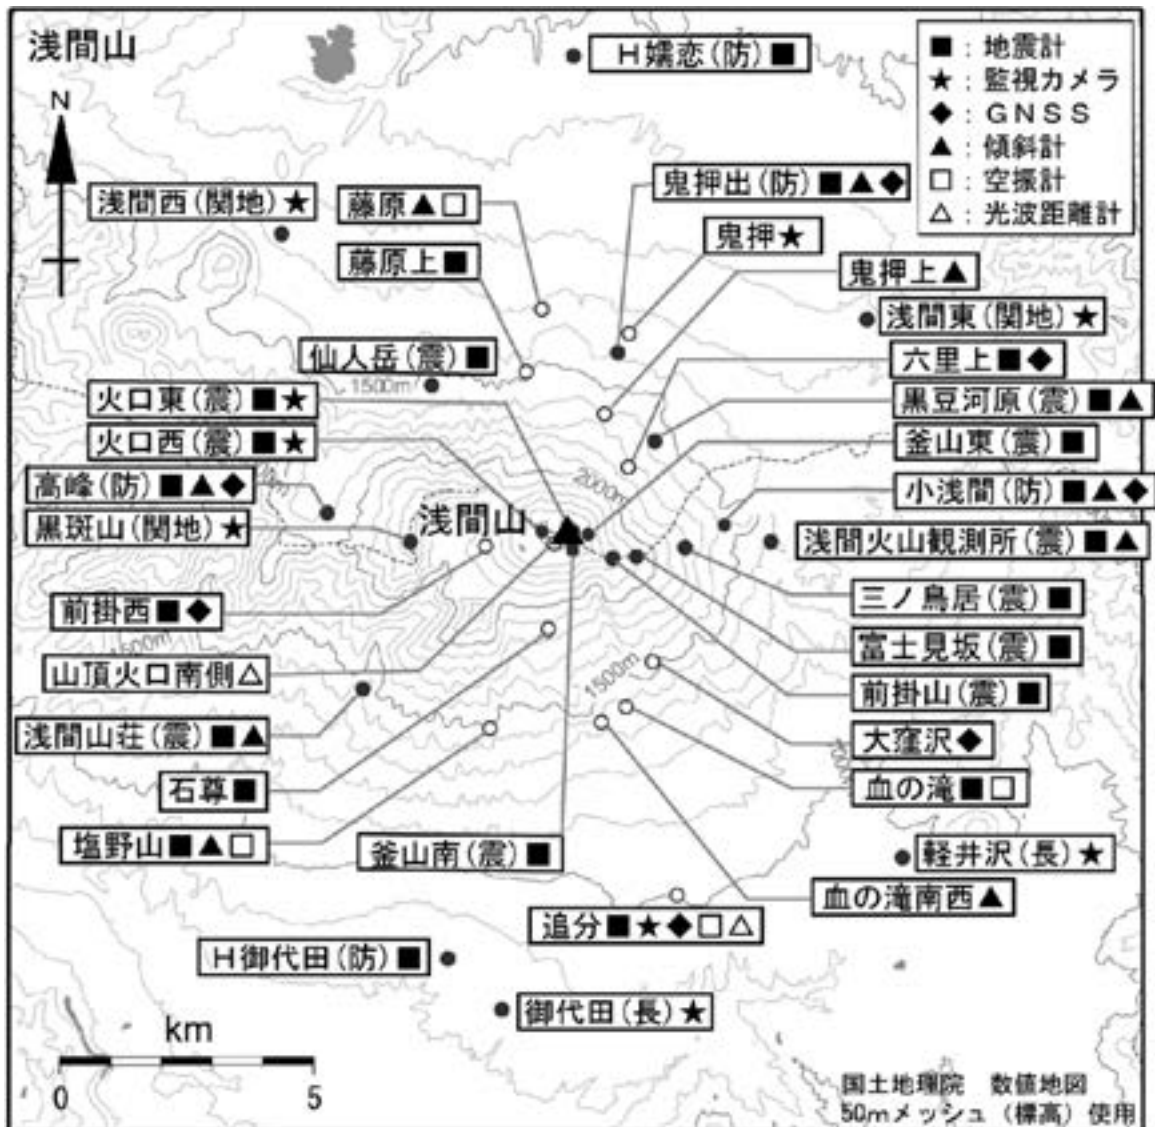 浅間山
N
H嬬恋(防)■
■:地震計
★:監視カメラ
◆:GNSS
▲:傾斜計
□:空振計
△:光波距離計
浅間西(関地)★
藤原▲□
鬼押出(防)■▲◆
鬼押★
藤原上■
鬼押上▲
浅間東(関地)★
仙人岳(震)■
1500m
六里上■◆
火口東(震)■★
黒豆河原(震)■▲
火口西(震)■★
釜山東(震)■
高峰(防)■▲◆
2000m
小浅間(防)■▲◆
黒斑山(関地)★
浅間山
浅間火山観測所(震)■▲
前掛西■◆
三ノ鳥居(震)■
1500m
富士見坂(震)■
山頂火口南側△
1500m
前掛山(震)■
浅間山荘(震)■▲
大窪沢◆
石尊■
血の滝■□
塩野山■▲□
釜山南(震)■
軽井沢(長)★
血の滝南西▲
追分■★◆□△
H御代田(防)■
御代田(長)★
km
0 5
国土地理院 数値地図
50mメッシュ(標高)使用